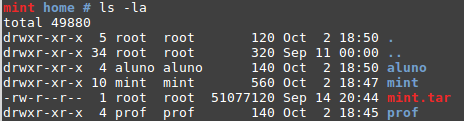 mint home # ls -la
total 49880
drwxr-xr-x  5 root  root       120 Oct  2 18:50 .
drwxr-xr-x 34 root  root       320 Sep 11 00:00 ..
drwxr-xr-x  4 aluno aluno      140 Oct  2 18:50 aluno
drwxr-xr-x 10 mint  mint       560 Oct  2 18:47 mint
-rw-r--r--  1 root  root  51077120 Sep 14 20:44 mint.tar
drwxr-xr-x  4 prof  prof       140 Oct  2 18:45 prof